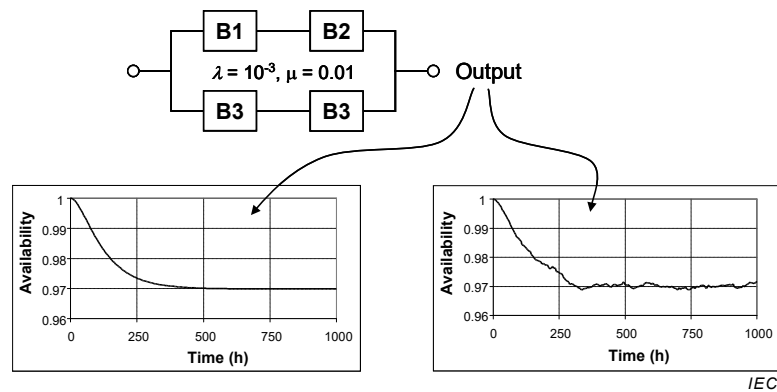 B1 B2
λ = 10⁻³, μ = 0.01
Output
B3 B3
Availability
1
0.99
0.98
0.97
0.96
0 250 500 750 1000
Time (h)
Availability
1
0.99
0.98
0.97
0.96
0 250 500 750 1000
Time (h)
IEC